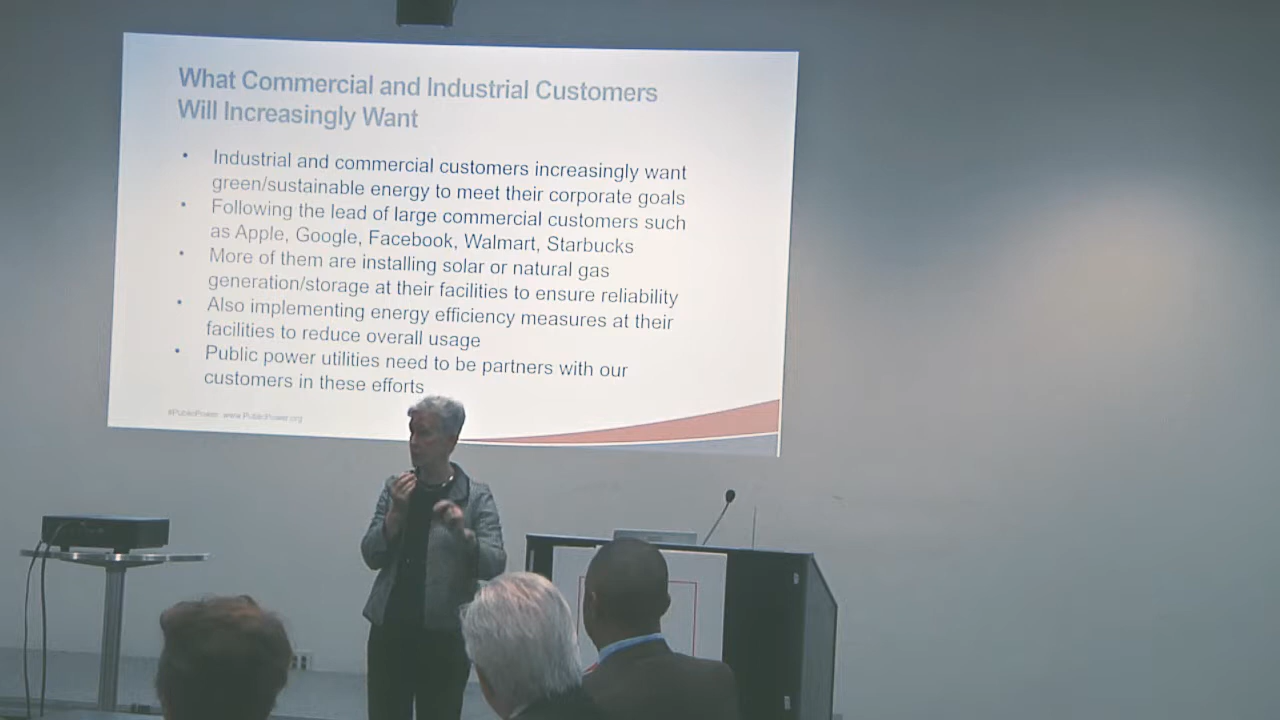 What Commercial and Industrial Customers
Will Increasingly Want
• Industrial and commercial customers increasingly want
green/sustainable energy to meet their corporate goals
• Following the lead of large commercial customers such
as Apple, Google, Facebook, Walmart, Starbucks
• More of them are installing solar or natural gas
generation/storage at their facilities to ensure reliability
• Also implementing energy efficiency measures at their
facilities to reduce overall usage
• Public power utilities need to be partners with our
customers in these efforts
#PublicPower www.PublicPower.org